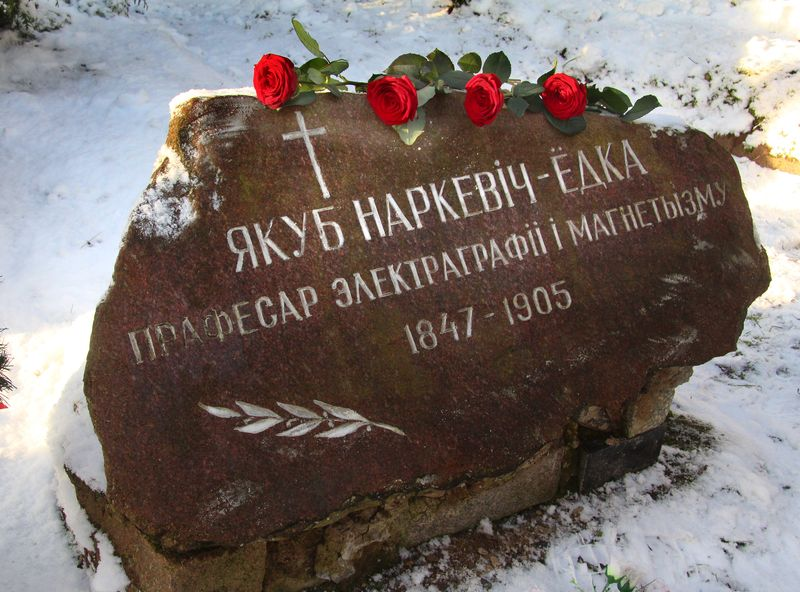 ЯКУБ НАРКЕВІЧ-ЁДКА
ПРАФЕСАР ЭЛЕКТРАГРАФІІ І МАГНЕТЫЗМУ
1847-1905